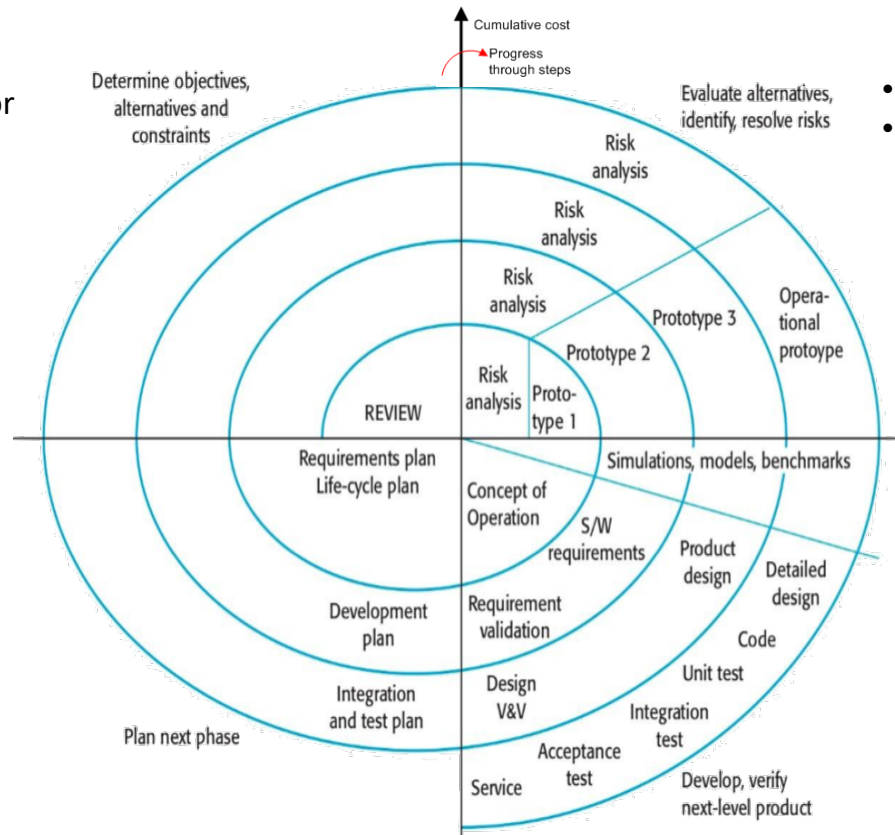 Cumulative cost
Progress
through steps
Determine objectives,
alternatives and
constraints
or
Evaluate alternatives,
identify, resolve risks
•
•
Risk
analysis
Risk
analysis
Risk
analysis
Opera-
tional
protoype
Prototype 3
Prototype 2
Risk
analysis
Proto-
type 1
REVIEW
Requirements plan
Life-cycle plan
Simulations, models, benchmarks
Concept of
Operation
S/W
requirements
Product
design
Detailed
design
Development
plan
Requirement
validation
Code
Unit test
Integration
and test plan
Design
V&V
Integration
test
Plan next phase
Acceptance
test
Service
Develop, verify
next-level product